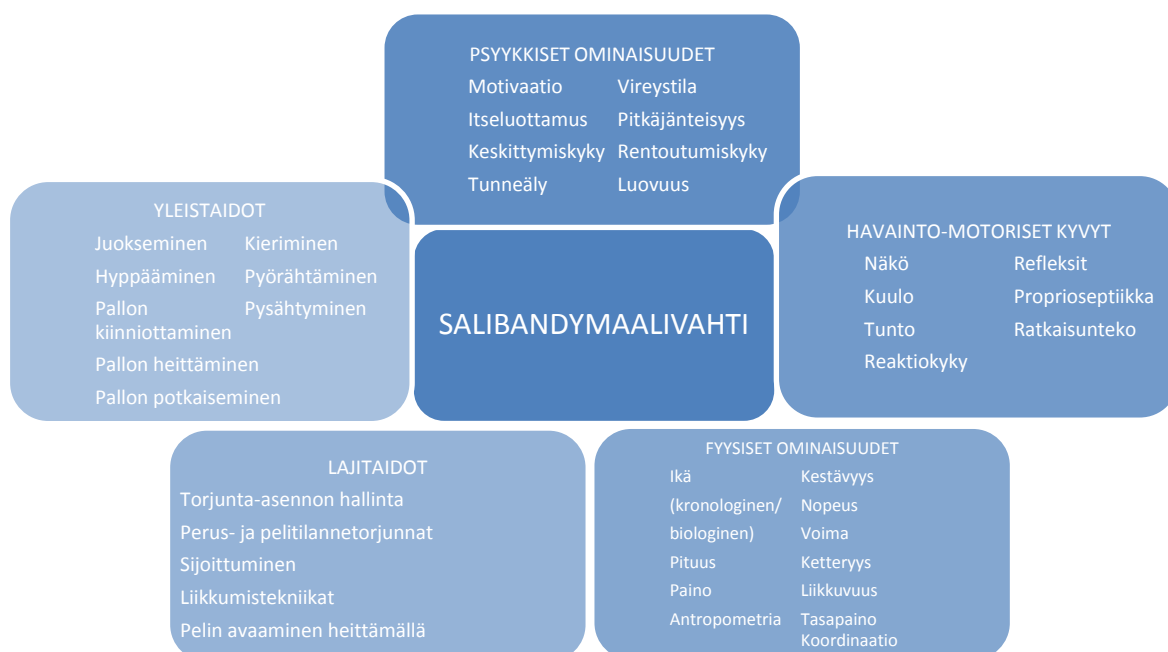 PSYYKKISET OMINAISUUDET
Motivaatio Vireystila
Itseluottamus Pitkäjänteisyys
Keskittymiskyky Rentoutumiskyky
Tunneäly Luovuus
YLEISTAIDOT
Juokseminen Kieriminen
Hyppääminen Pyörähtäminen
Pallon Pysähtyminen
kiinniottaminen
Pallon heittäminen
Pallon potkaiseminen
SALIBANDYMAALIVAHTI
HAVAINTO-MOTORISET KYVYT
Näkö Refleksit
Kuulo Proprioseptiikka
Tunto Ratkaisunteko
Reaktiokyky
LAJITAIDOT
Torjunta-asennon hallinta
Perus- ja pelitilannetorjunnat
Sijoittuminen
Liikkumistekniikat
Pelin avaaminen heittämällä
FYYSISET OMINAISUUDET
Ikä Kestävyys
(kronologinen/ Nopeus
biologinen) Voima
Pituus Ketteryys
Paino Liikkuvuus
Antropometria Tasapaino
Koordinaatio